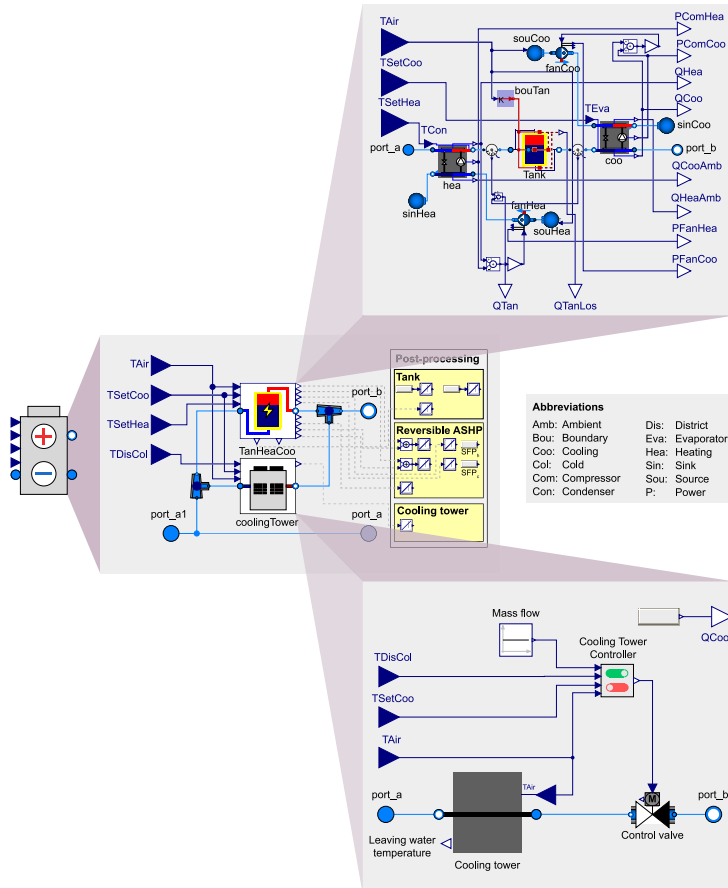 TAir
TSetCoo
TSetHea
souCoo
fanCoo
PComHea
PComCoo
QHea
QCoo
bouTan
K
TEva
sinCoo
TCon
port_a
port_b
hea
Tank
coo
QCooAmb
sinHea
fanHea
souHea
QHeaAmb
PFanHea
PFanCoo
QTan
QTanLos
TAir
TSetCoo
TSetHea
TDisCol
port_b
TanHeaCoo
coolingTower
port_a1
port_a
Post-processing
Tank
Reversible ASHP
SFP
SFP
Cooling tower
Abbreviations
Amb: Ambient
Bou: Boundary
Coo: Cooling
Col: Cold
Com: Compressor
Con: Condenser
Dis: District
Eva: Evaporator
Hea: Heating
Sin: Sink
Sou: Source
P: Power
Mass flow
Cooling Tower
Controller
QCoo
TDisCol
TSetCoo
TAir
TAir
port_a
port_b
M
Leaving water
temperature
Cooling tower
Control valve